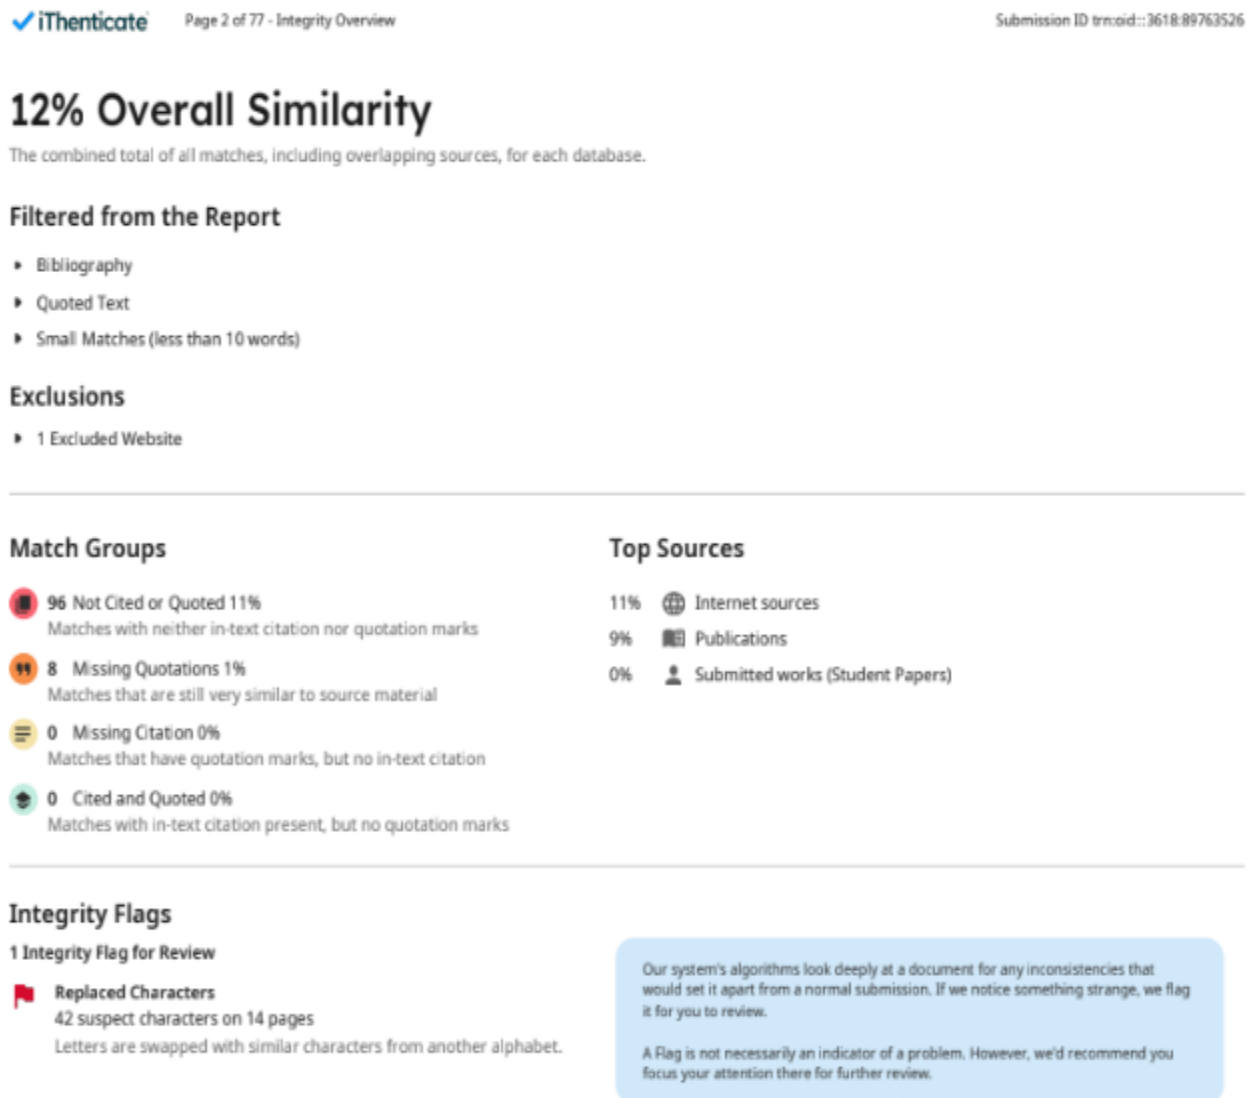 iThenticate Page 2 of 77 - Integrity Overview Submission ID trn:oid:::3618:89763526
12% Overall Similarity
The combined total of all matches, including overlapping sources, for each database.
Filtered from the Report
Bibliography
Quoted Text
Small Matches (less than 10 words)
Exclusions
1 Excluded Website
Match Groups
96 Not Cited or Quoted 11%
Matches with neither in-text citation nor quotation marks
8 Missing Quotations 1%
Matches that are still very similar to source material
0 Missing Citation 0%
Matches that have quotation marks, but no in-text citation
0 Cited and Quoted 0%
Matches with in-text citation present, but no quotation marks
Top Sources
11% Internet sources
9% Publications
0% Submitted works (Student Papers)
Integrity Flags
1 Integrity Flag for Review
Replaced Characters
42 suspect characters on 14 pages
Letters are swapped with similar characters from another alphabet.
Our system's algorithms look deeply at a document for any inconsistencies that
would set it apart from a normal submission. If we notice something strange, we flag
it for you to review.
A Flag is not necessarily an indicator of a problem. However, we'd recommend you
focus your attention there for further review.